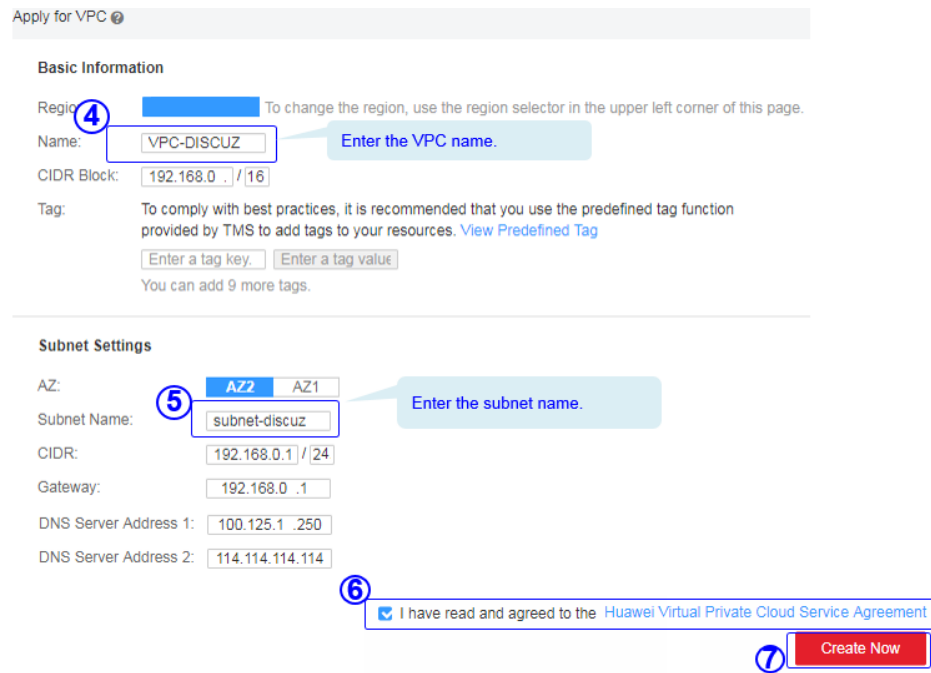 Apply for VPC ?
Basic Information
Region To change the region, use the region selector in the upper left corner of this page.
④
Name: VPC-DISCUZ Enter the VPC name.
CIDR Block: 192.168.0 . / 16
Tag: To comply with best practices, it is recommended that you use the predefined tag function
provided by TMS to add tags to your resources. View Predefined Tag
Enter a tag key. Enter a tag value
You can add 9 more tags.
Subnet Settings
AZ: AZ2 AZ1
⑤ Enter the subnet name.
Subnet Name: subnet-discuz
CIDR: 192.168.0.1 / 24
Gateway: 192.168.0 .1
DNS Server Address 1: 100.125.1 .250
DNS Server Address 2: 114.114.114.114
⑥
I have read and agreed to the Huawei Virtual Private Cloud Service Agreement
⑦ Create Now